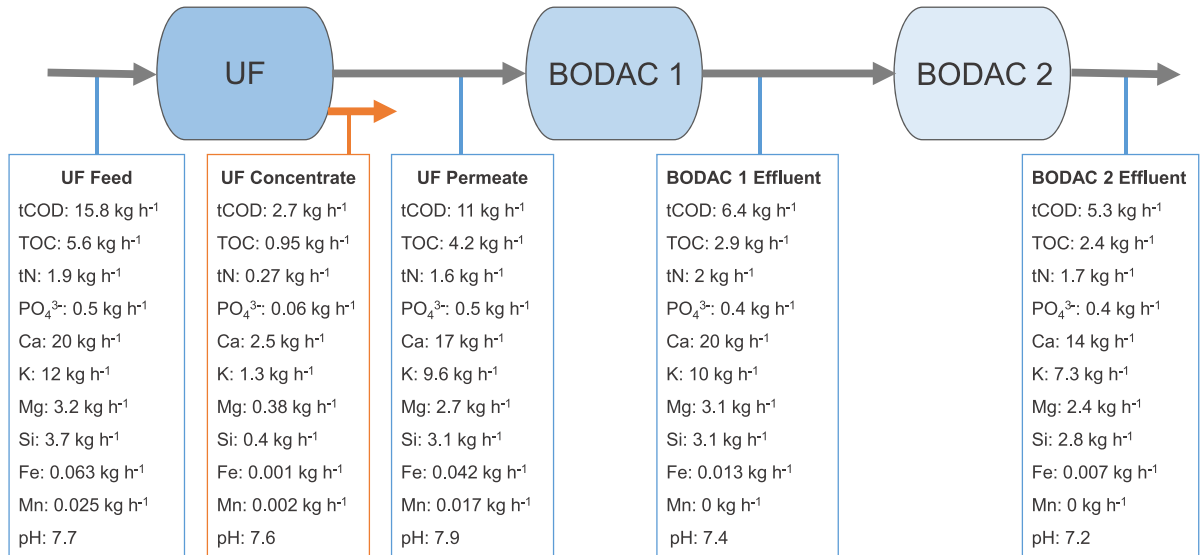 UF
BODAC 1
BODAC 2
UF Feed
tCOD: 15.8 kg h⁻¹
TOC: 5.6 kg h⁻¹
tN: 1.9 kg h⁻¹
PO₄³⁻: 0.5 kg h⁻¹
Ca: 20 kg h⁻¹
K: 12 kg h⁻¹
Mg: 3.2 kg h⁻¹
Si: 3.7 kg h⁻¹
Fe: 0.063 kg h⁻¹
Mn: 0.025 kg h⁻¹
pH: 7.7
UF Concentrate
tCOD: 2.7 kg h⁻¹
TOC: 0.95 kg h⁻¹
tN: 0.27 kg h⁻¹
PO₄³⁻: 0.06 kg h⁻¹
Ca: 2.5 kg h⁻¹
K: 1.3 kg h⁻¹
Mg: 0.38 kg h⁻¹
Si: 0.4 kg h⁻¹
Fe: 0.001 kg h⁻¹
Mn: 0.002 kg h⁻¹
pH: 7.6
UF Permeate
tCOD: 11 kg h⁻¹
TOC: 4.2 kg h⁻¹
tN: 1.6 kg h⁻¹
PO₄³⁻: 0.5 kg h⁻¹
Ca: 17 kg h⁻¹
K: 9.6 kg h⁻¹
Mg: 2.7 kg h⁻¹
Si: 3.1 kg h⁻¹
Fe: 0.042 kg h⁻¹
Mn: 0.017 kg h⁻¹
pH: 7.9
BODAC 1 Effluent
tCOD: 6.4 kg h⁻¹
TOC: 2.9 kg h⁻¹
tN: 2 kg h⁻¹
PO₄³⁻: 0.4 kg h⁻¹
Ca: 20 kg h⁻¹
K: 10 kg h⁻¹
Mg: 3.1 kg h⁻¹
Si: 3.1 kg h⁻¹
Fe: 0.013 kg h⁻¹
Mn: 0 kg h⁻¹
pH: 7.4
BODAC 2 Effluent
tCOD: 5.3 kg h⁻¹
TOC: 2.4 kg h⁻¹
tN: 1.7 kg h⁻¹
PO₄³⁻: 0.4 kg h⁻¹
Ca: 14 kg h⁻¹
K: 7.3 kg h⁻¹
Mg: 2.4 kg h⁻¹
Si: 2.8 kg h⁻¹
Fe: 0.007 kg h⁻¹
Mn: 0 kg h⁻¹
pH: 7.2